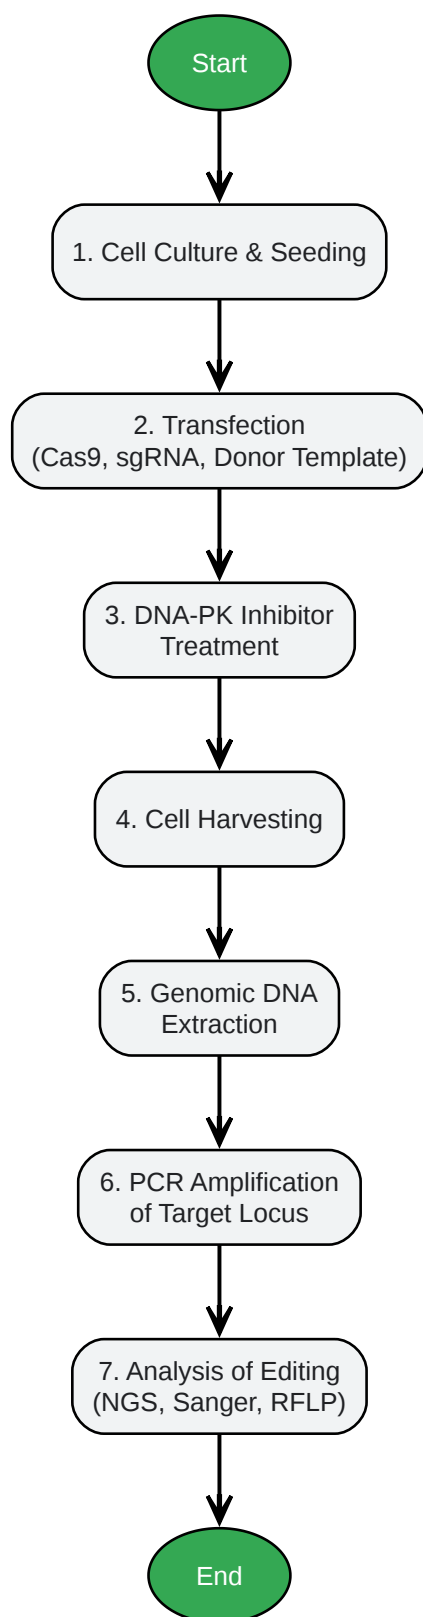 Start
1. Cell Culture & Seeding
2. Transfection
(Cas9, sgRNA, Donor Template)
3. DNA-PK Inhibitor
Treatment
4. Cell Harvesting
5. Genomic DNA
Extraction
6. PCR Amplification
of Target Locus
7. Analysis of Editing
(NGS, Sanger, RFLP)
End